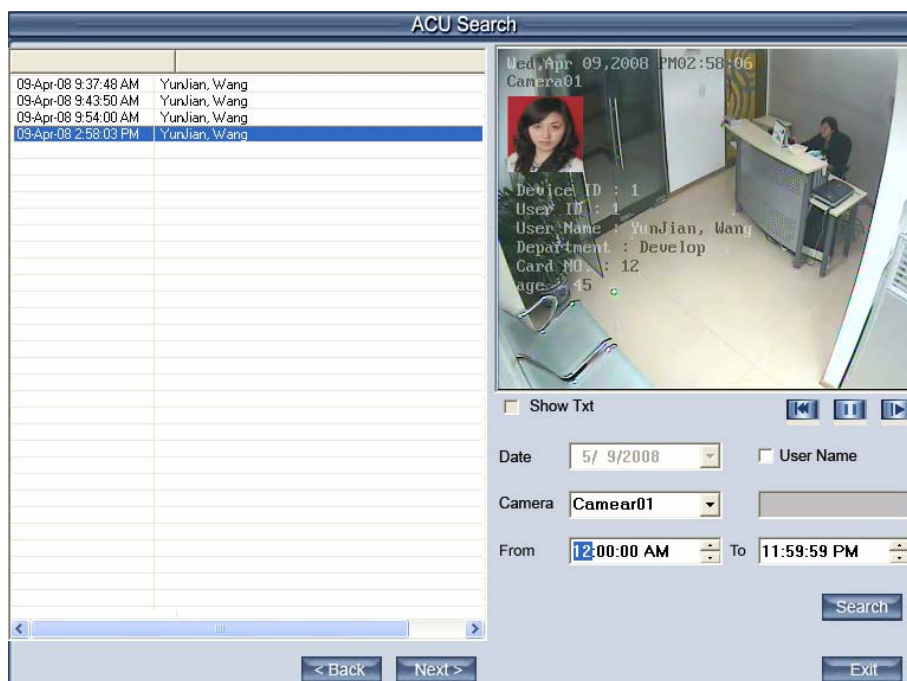 ACU Search
09-Apr-08 9:37:48 AM YunJian, Wang
09-Apr-08 9:43:50 AM YunJian, Wang
09-Apr-08 9:54:00 AM YunJian, Wang
09-Apr-08 2:58:03 PM YunJian, Wang
Wed,Apr 09,2008 PM02:58:06
Camera01
Device ID : 1
User ID : 1
User Name : YunJian, Wang
Department : Develop
Card NO. : 12
age : 45
Show Txt
Date 5/ 9/2008 User Name
Camera Camear01
From 12:00:00 AM To 11:59:59 PM
Search
< Back Next > Exit